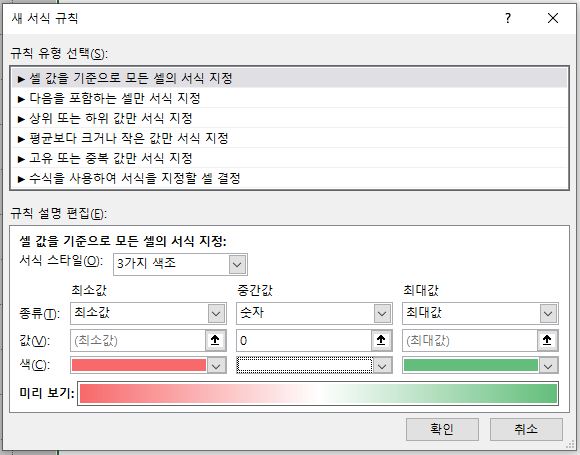 새 서식 규칙
규칙 유형 선택(S):
► 셀 값을 기준으로 모든 셀의 서식 지정
► 다음을 포함하는 셀만 서식 지정
► 상위 또는 하위 값만 서식 지정
► 평균보다 크거나 작은 값만 서식 지정
► 고유 또는 중복 값만 서식 지정
► 수식을 사용하여 서식을 지정할 셀 결정
규칙 설명 편집(E):
셀 값을 기준으로 모든 셀의 서식 지정:
서식 스타일(O): 3가지 색조
최소값 중간값 최대값
종류(T): 최소값 숫자 최대값
값(V): (최소값) 0 (최대값)
색(C):
미리 보기:
확인 취소